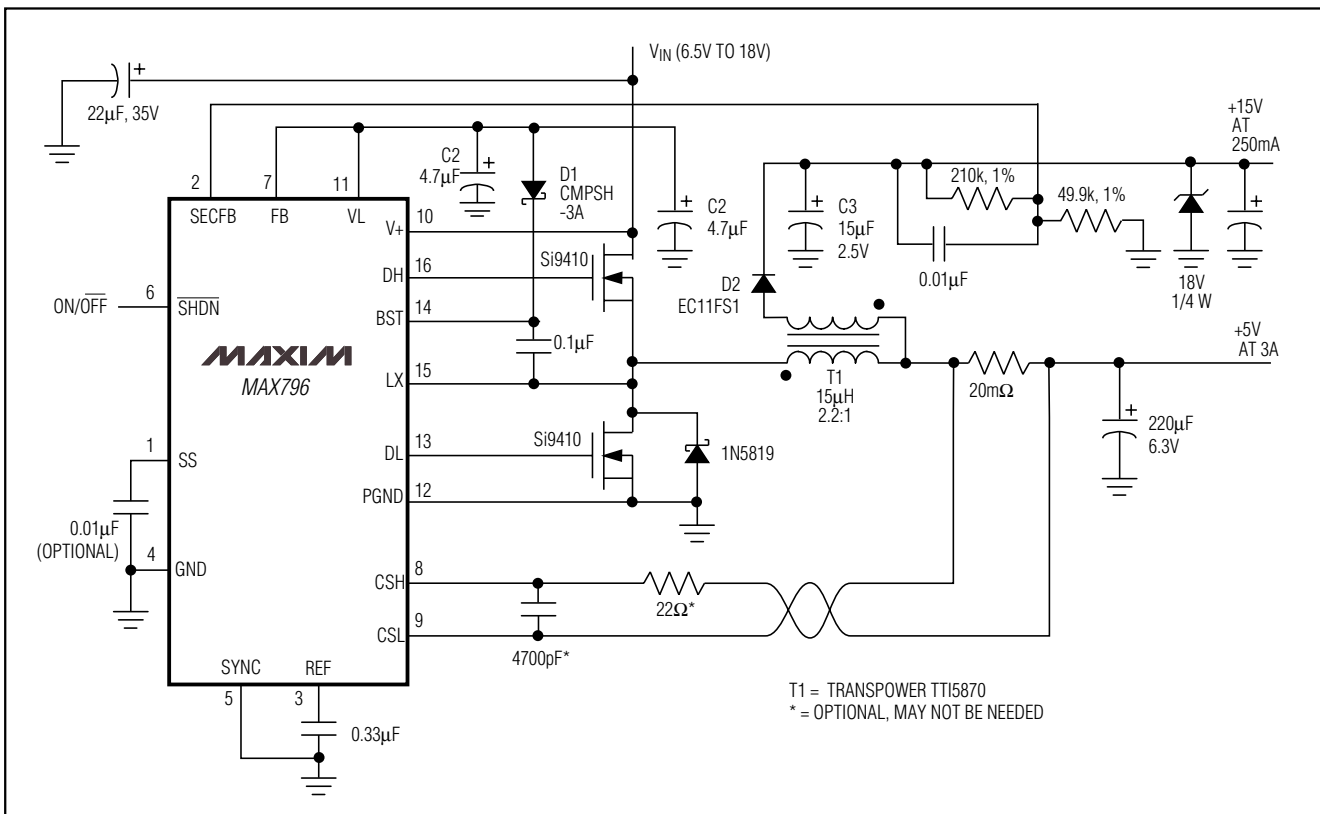 VIN (6.5V TO 18V)
22μF, 35V
+15V
AT
250mA
C2
4.7μF
D1
CMPSH
-3A
C2
4.7μF
C3
15μF
2.5V
210k, 1%
49.9k, 1%
0.01μF
18V
1/4 W
2
7
11
SECFB
FB
VL
V+
10
DH
16
Si9410
D2
EC11FS1
ON/OFF
6
SHDN
BST
14
0.1μF
MAXIM
MAX796
LX
15
T1
15μH
2.2:1
20mΩ
+5V
AT 3A
220μF
6.3V
1
SS
DL
13
Si9410
1N5819
PGND
12
0.01μF
(OPTIONAL)
4
GND
CSH
8
22Ω*
CSL
9
4700pF*
SYNC
REF
5
3
0.33μF
T1 = TRANSPOWER TTI5870
* = OPTIONAL, MAY NOT BE NEEDED